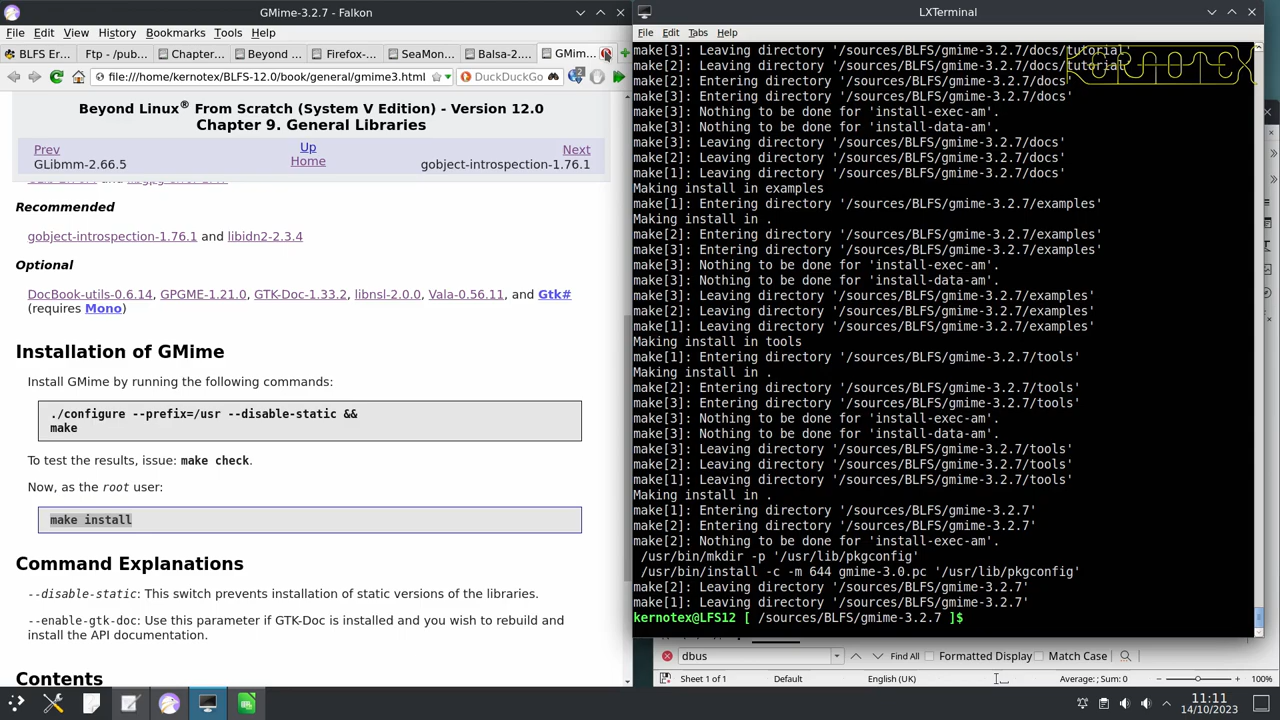 GMime-3.2.7 - Falkon
File Edit View History Bookmarks Tools Help
BLFS Er... Ftp - /pub... Chapter... Beyond ... Firefox-... SeaMon... Balsa-2.... GMim...
file:///home/kernotex/BLFS-12.0/book/general/gmime3.html DuckDuckGo 2
Beyond Linux® From Scratch (System V Edition) - Version 12.0
Chapter 9. General Libraries
Prev Up Next
GLibmm-2.66.5 Home gobject-introspection-1.76.1
Recommended
gobject-introspection-1.76.1 and libidn2-2.3.4
Optional
DocBook-utils-0.6.14, GPGME-1.21.0, GTK-Doc-1.33.2, libnsl-2.0.0, Vala-0.56.11, and Gtk#
(requires Mono)
Installation of GMime
Install GMime by running the following commands:
./configure --prefix=/usr --disable-static &&
make
To test the results, issue: make check.
Now, as the root user:
make install
Command Explanations
--disable-static: This switch prevents installation of static versions of the libraries.
--enable-gtk-doc: Use this parameter if GTK-Doc is installed and you wish to rebuild and
install the API documentation.
Contents
LXTerminal
File Edit Tabs Help
make[3]: Leaving directory '/sources/BLFS/gmime-3.2.7/docs/tutorial'
make[2]: Leaving directory '/sources/BLFS/gmime-3.2.7/docs/tutorial'
KERNOTEX
make[2]: Entering directory '/sources/BLFS/gmime-3.2.7/docs'
make[3]: Entering directory '/sources/BLFS/gmime-3.2.7/docs'
make[3]: Nothing to be done for 'install-exec-am'.
make[3]: Nothing to be done for 'install-data-am'.
make[3]: Leaving directory '/sources/BLFS/gmime-3.2.7/docs'
make[2]: Leaving directory '/sources/BLFS/gmime-3.2.7/docs'
make[1]: Leaving directory '/sources/BLFS/gmime-3.2.7/docs'
Making install in examples
make[1]: Entering directory '/sources/BLFS/gmime-3.2.7/examples'
Making install in .
make[2]: Entering directory '/sources/BLFS/gmime-3.2.7/examples'
make[3]: Entering directory '/sources/BLFS/gmime-3.2.7/examples'
make[3]: Nothing to be done for 'install-exec-am'.
make[3]: Nothing to be done for 'install-data-am'.
make[3]: Leaving directory '/sources/BLFS/gmime-3.2.7/examples'
make[2]: Leaving directory '/sources/BLFS/gmime-3.2.7/examples'
make[1]: Leaving directory '/sources/BLFS/gmime-3.2.7/examples'
Making install in tools
make[1]: Entering directory '/sources/BLFS/gmime-3.2.7/tools'
Making install in .
make[2]: Entering directory '/sources/BLFS/gmime-3.2.7/tools'
make[3]: Entering directory '/sources/BLFS/gmime-3.2.7/tools'
make[3]: Nothing to be done for 'install-exec-am'.
make[3]: Nothing to be done for 'install-data-am'.
make[3]: Leaving directory '/sources/BLFS/gmime-3.2.7/tools'
make[2]: Leaving directory '/sources/BLFS/gmime-3.2.7/tools'
make[1]: Leaving directory '/sources/BLFS/gmime-3.2.7/tools'
Making install in .
make[1]: Entering directory '/sources/BLFS/gmime-3.2.7'
make[2]: Entering directory '/sources/BLFS/gmime-3.2.7'
make[2]: Nothing to be done for 'install-exec-am'.
/usr/bin/mkdir -p '/usr/lib/pkgconfig'
/usr/bin/install -c -m 644 gmime-3.0.pc '/usr/lib/pkgconfig'
make[2]: Leaving directory '/sources/BLFS/gmime-3.2.7'
make[1]: Leaving directory '/sources/BLFS/gmime-3.2.7'
kernotex@LFS12 [ /sources/BLFS/gmime-3.2.7 ]$
dbus Find All Formatted Display Match Case
Sheet 1 of 1 Default English (UK) Average: ; Sum: 0 100%
11:11
14/10/2023